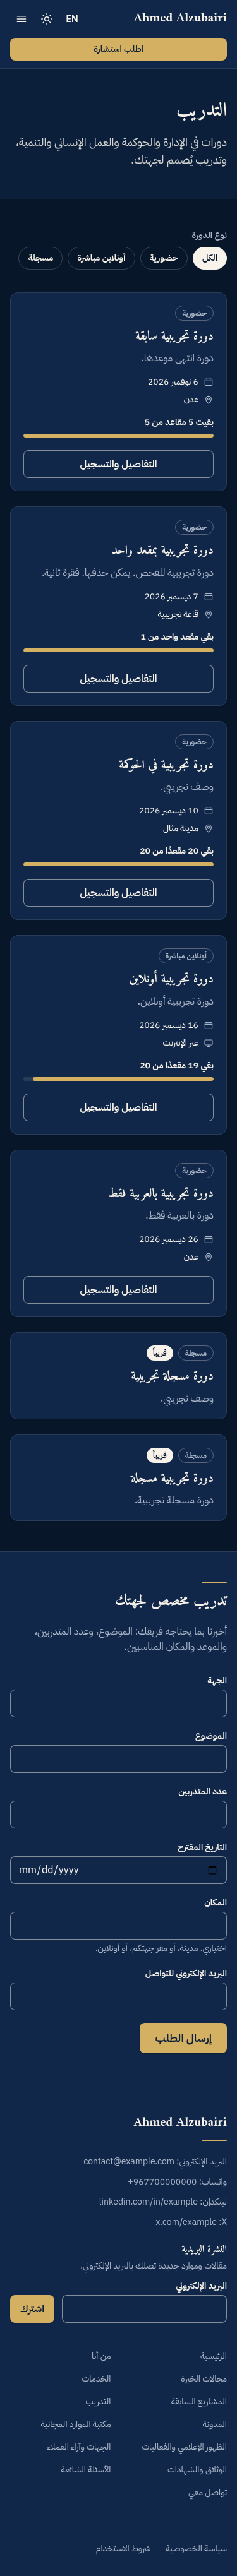 Ahmed Alzubairi
EN
اطلب استشارة
التدريب
دورات في الإدارة والحوكمة والعمل الإنساني والتنمية،
وتدريب يُصمم لجهتك.
نوع الدورة
الكل
حضورية
أونلاين مباشرة
مسجلة
حضورية
دورة تجريبية سابقة
دورة انتهى موعدها.
6 نوفمبر 2026
عدن
بقيت 5 مقاعد من 5
التفاصيل والتسجيل
حضورية
دورة تجريبية بمقعد واحد
دورة تجريبية للفحص. يمكن حذفها. فقرة ثانية.
7 ديسمبر 2026
قاعة تجريبية
بقي مقعد واحد من 1
التفاصيل والتسجيل
حضورية
دورة تجريبية في الحوكمة
وصف تجريبي.
10 ديسمبر 2026
مدينة مثال
بقي 20 مقعدًا من 20
التفاصيل والتسجيل
أونلاين مباشرة
دورة تجريبية أونلاين
دورة تجريبية أونلاين.
16 ديسمبر 2026
عبر الإنترنت
بقي 19 مقعدًا من 20
التفاصيل والتسجيل
حضورية
دورة تجريبية بالعربية فقط
دورة بالعربية فقط.
26 ديسمبر 2026
عدن
التفاصيل والتسجيل
مسجلة
قريباً
دورة مسجلة تجريبية
وصف تجريبي.
مسجلة
قريباً
دورة تجريبية مسجلة
دورة مسجلة تجريبية.
تدريب مخصص لجهتك
أخبرنا بما يحتاجه فريقك: الموضوع، وعدد المتدربين،
والموعد والمكان المناسبين.
الجهة
الموضوع
عدد المتدربين
التاريخ المقترح
mm/dd/yyyy
المكان
اختياري. مدينة، أو مقر جهتكم، أو أونلاين.
البريد الإلكتروني للتواصل
إرسال الطلب
Ahmed Alzubairi
البريد الإلكتروني: contact@example.com
واتساب: 967700000000+
لينكدإن: linkedin.com/in/example
X: x.com/example
النشرة البريدية
مقالات وموارد جديدة تصلك بالبريد الإلكتروني.
البريد الإلكتروني
اشترك
الرئيسية
من أنا
مجالات الخبرة
الخدمات
المشاريع السابقة
التدريب
المدونة
مكتبة الموارد المجانية
الظهور الإعلامي والفعاليات
الجهات وآراء العملاء
الوثائق والشهادات
الأسئلة الشائعة
تواصل معي
سياسة الخصوصية
شروط الاستخدام